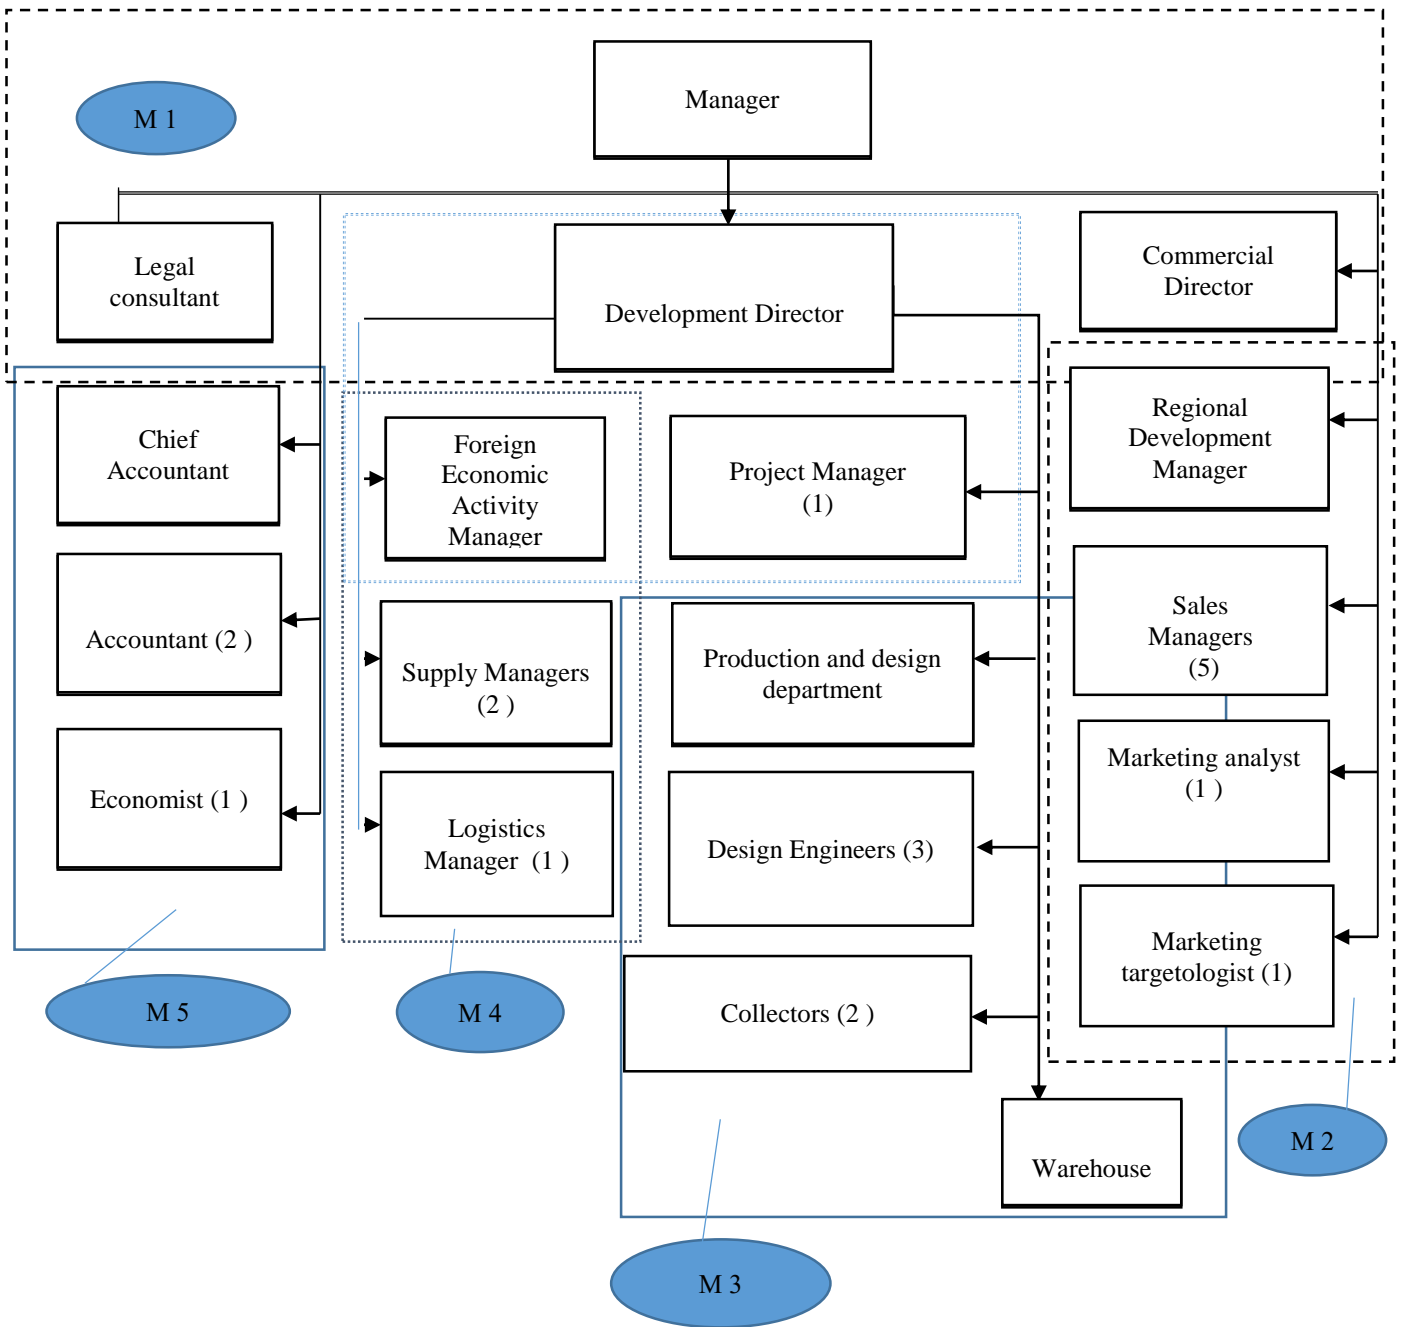 Manager
M 1
Legal
consultant
Development Director
Commercial
Director
Chief
Accountant
Foreign
Economic
Activity
Manager
Project Manager
(1)
Regional
Development
Manager
Accountant (2 )
Supply Managers
(2 )
Production and design
department
Sales
Managers
(5)
Economist (1 )
Logistics
Manager (1 )
Design Engineers (3)
Marketing analyst
(1 )
Marketing
targetologist (1)
M 5
M 4
Collectors (2 )
Warehouse
M 2
M 3